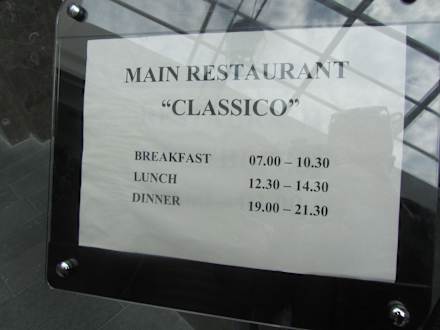 MAIN RESTAURANT
“CLASSICO”
BREAKFAST 07.00 – 10.30
LUNCH 12.30 – 14.30
DINNER 19.00 – 21.30